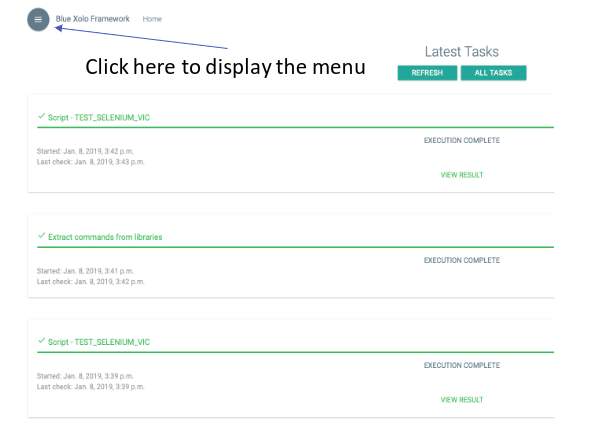 Blue Xolo Framework Home
Latest Tasks
Click here to display the menu
REFRESH ALL TASKS
Script - TEST_SELENIUM_VIC
EXECUTION COMPLETE
Started: Jan. 8, 2019, 3:42 p.m.
Last check: Jan. 8, 2019, 3:43 p.m.
VIEW RESULT
Extract commands from libraries
EXECUTION COMPLETE
Started: Jan. 8, 2019, 3:41 p.m.
Last check: Jan. 8, 2019, 3:42 p.m.
Script - TEST_SELENIUM_VIC
EXECUTION COMPLETE
Started: Jan. 8, 2019, 3:39 p.m.
Last check: Jan. 8, 2019, 3:39 p.m.
VIEW RESULT